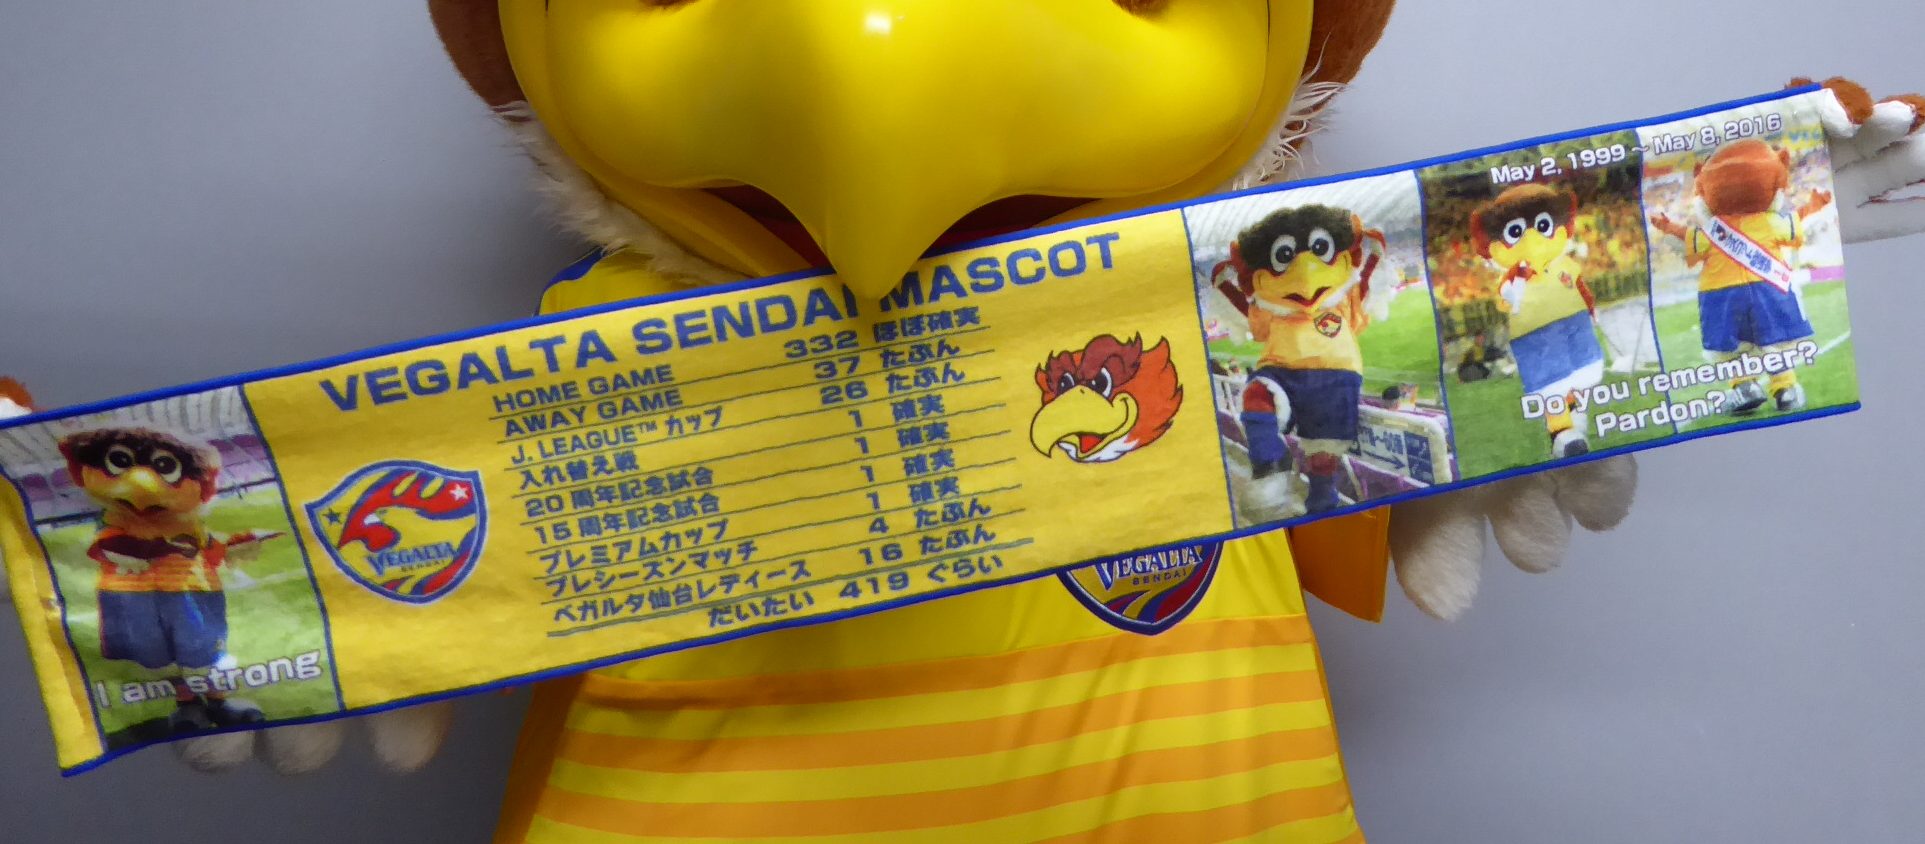 VEGALTA SENDAI MASCOT
HOME GAME 332 ほぼ確実
AWAY GAME 37 たぶん
J. LEAGUE™ カップ 26 たぶん
入れ替え戦 1 確実
20周年記念試合 1 確実
15周年記念試合 1 確実
プレミアムカップ 1 確実
プレシーズンマッチ 4 たぶん
ベガルタ仙台レディース 16 たぶん
だいたい 419 ぐらい
VEGALTA
SENDAI
I am strong
May 2, 1999 ~ May 8, 2016
Do you remember?
Pardon?
VEGALTA
SENDAI